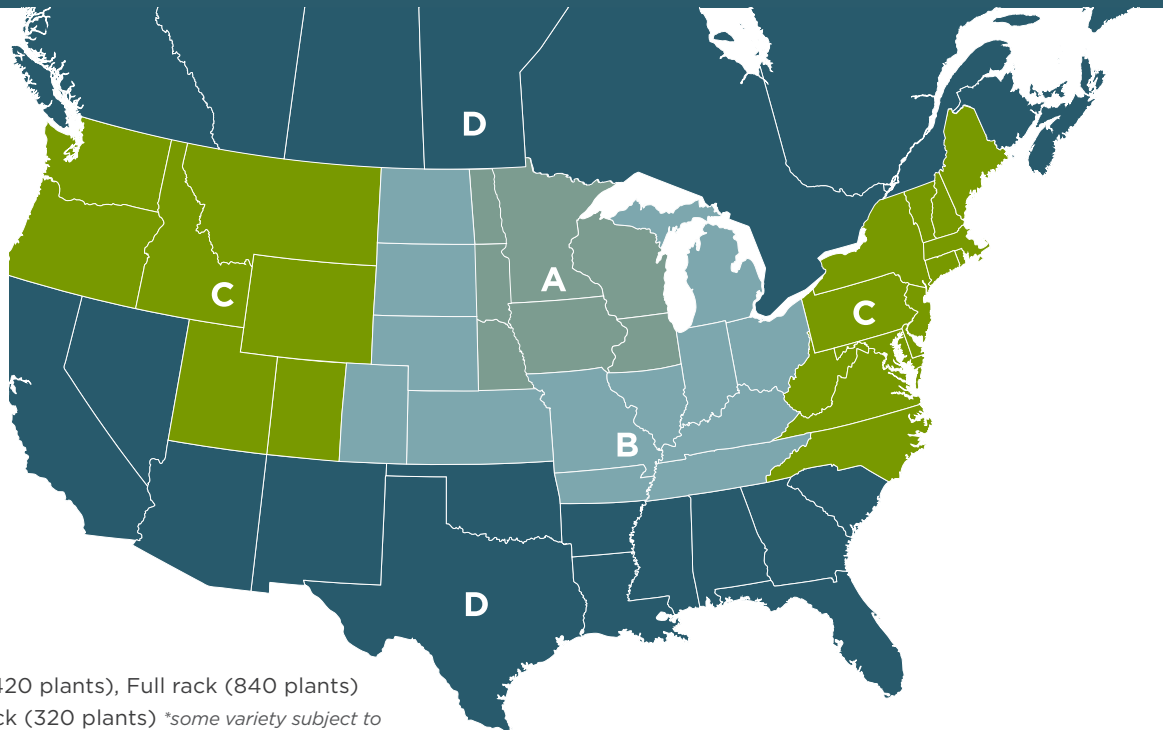 D
A
C
C
B
D
420 plants), Full rack (840 plants)
ck (320 plants) *some variety subject to